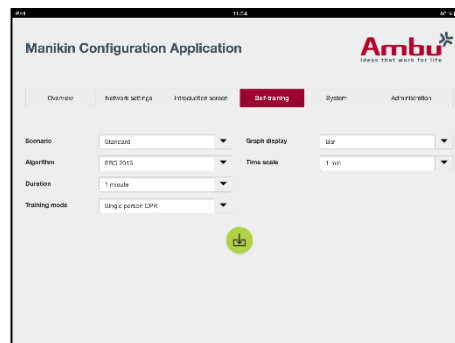 iPad 11:54
Manikin Configuration Application
Ambu
Ideas that work for life
Overview Network settings Introduction screen Self-training System Administration
Scenario Standard Graph display Bar
Algorithm ERC 2015 Time scale 1 min
Duration 1 minute
Training mode Single person CPR